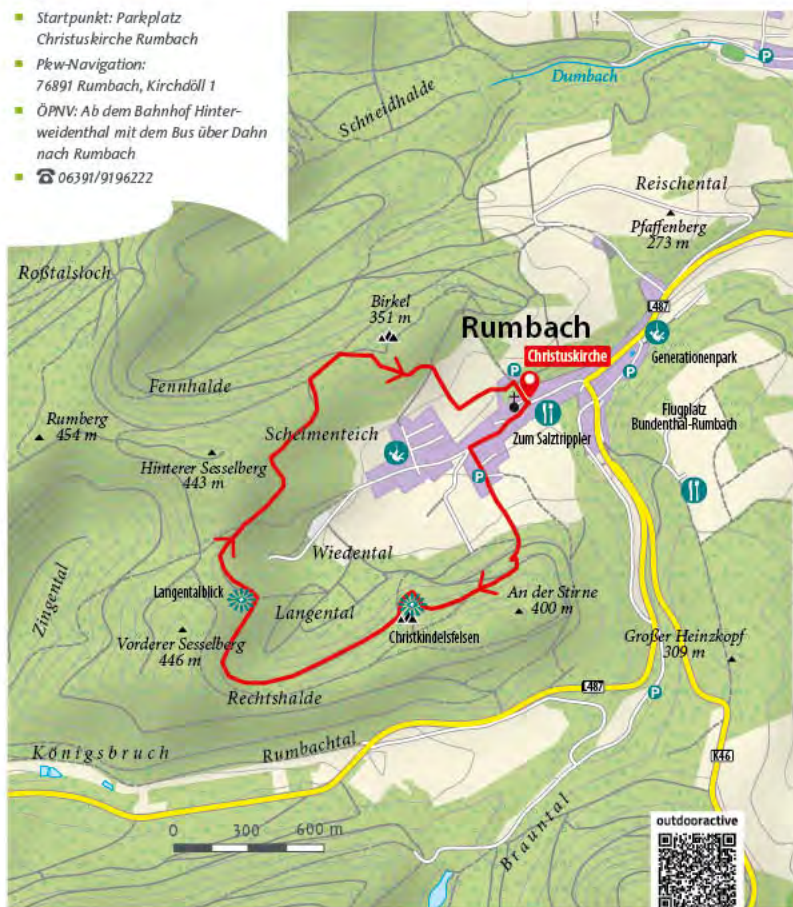 Startpunkt: Parkplatz
Christuskirche Rumbach
Pkw-Navigation:
76891 Rumbach, Kirchdöll 1
ÖPNV: Ab dem Bahnhof Hinter-
weidenthal mit dem Bus über Dahn
nach Rumbach
06391/9196222
P
Dumbach
Schneidhalde
Reischental
Pfaffenberg
273 m
Roßtalsloch
L487
Birkel
351 m
Rumbach
Christuskirche
P
Generationenpark
P
Fennhalde
Rumberg
454 m
Schelmenteich
Zum Salztrippler
Flugplatz
Bundenthal-Rumbach
Hinterer Sesselberg
443 m
P
Wiedental
Zingental
Langentalblick
Langental
An der Stirne
400 m
Christkindelsfelsen
Vorderer Sesselberg
446 m
Großer Heinzkopf
309 m
Rechtshalde
L487
P
Königsbruch
Rumbachtal
K46
Brauntal
0 300 600 m
outdooractive